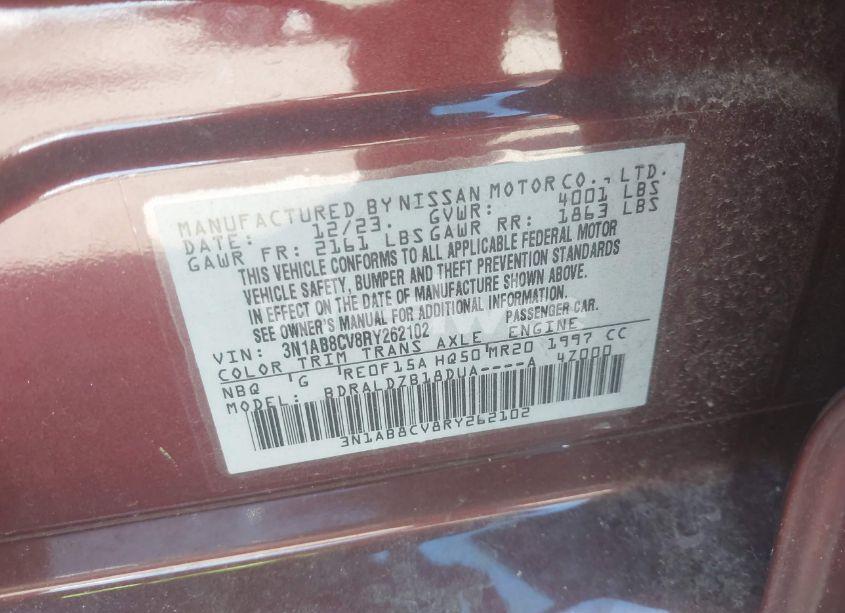 MANUFACTURED BY NISSAN MOTOR CO., LTD.
DATE: 12/23. GVWR: 4001 LBS
GAWR FR: 2161 LBS GAWR RR: 1863 LBS
THIS VEHICLE CONFORMS TO ALL APPLICABLE FEDERAL MOTOR
VEHICLE SAFETY, BUMPER AND THEFT PREVENTION STANDARDS
IN EFFECT ON THE DATE OF MANUFACTURE SHOWN ABOVE.
SEE OWNER'S MANUAL FOR ADDITIONAL INFORMATION.
VIN: 3N1AB8CV8RY262102 PASSENGER CAR.
COLOR TRIM TRANS AXLE ENGINE
NBQ G RE0F15A HQ50 MR20 1997 CC
MODEL: BDRALDZB18DUA----A 47000
3N1AB8CV8RY262102